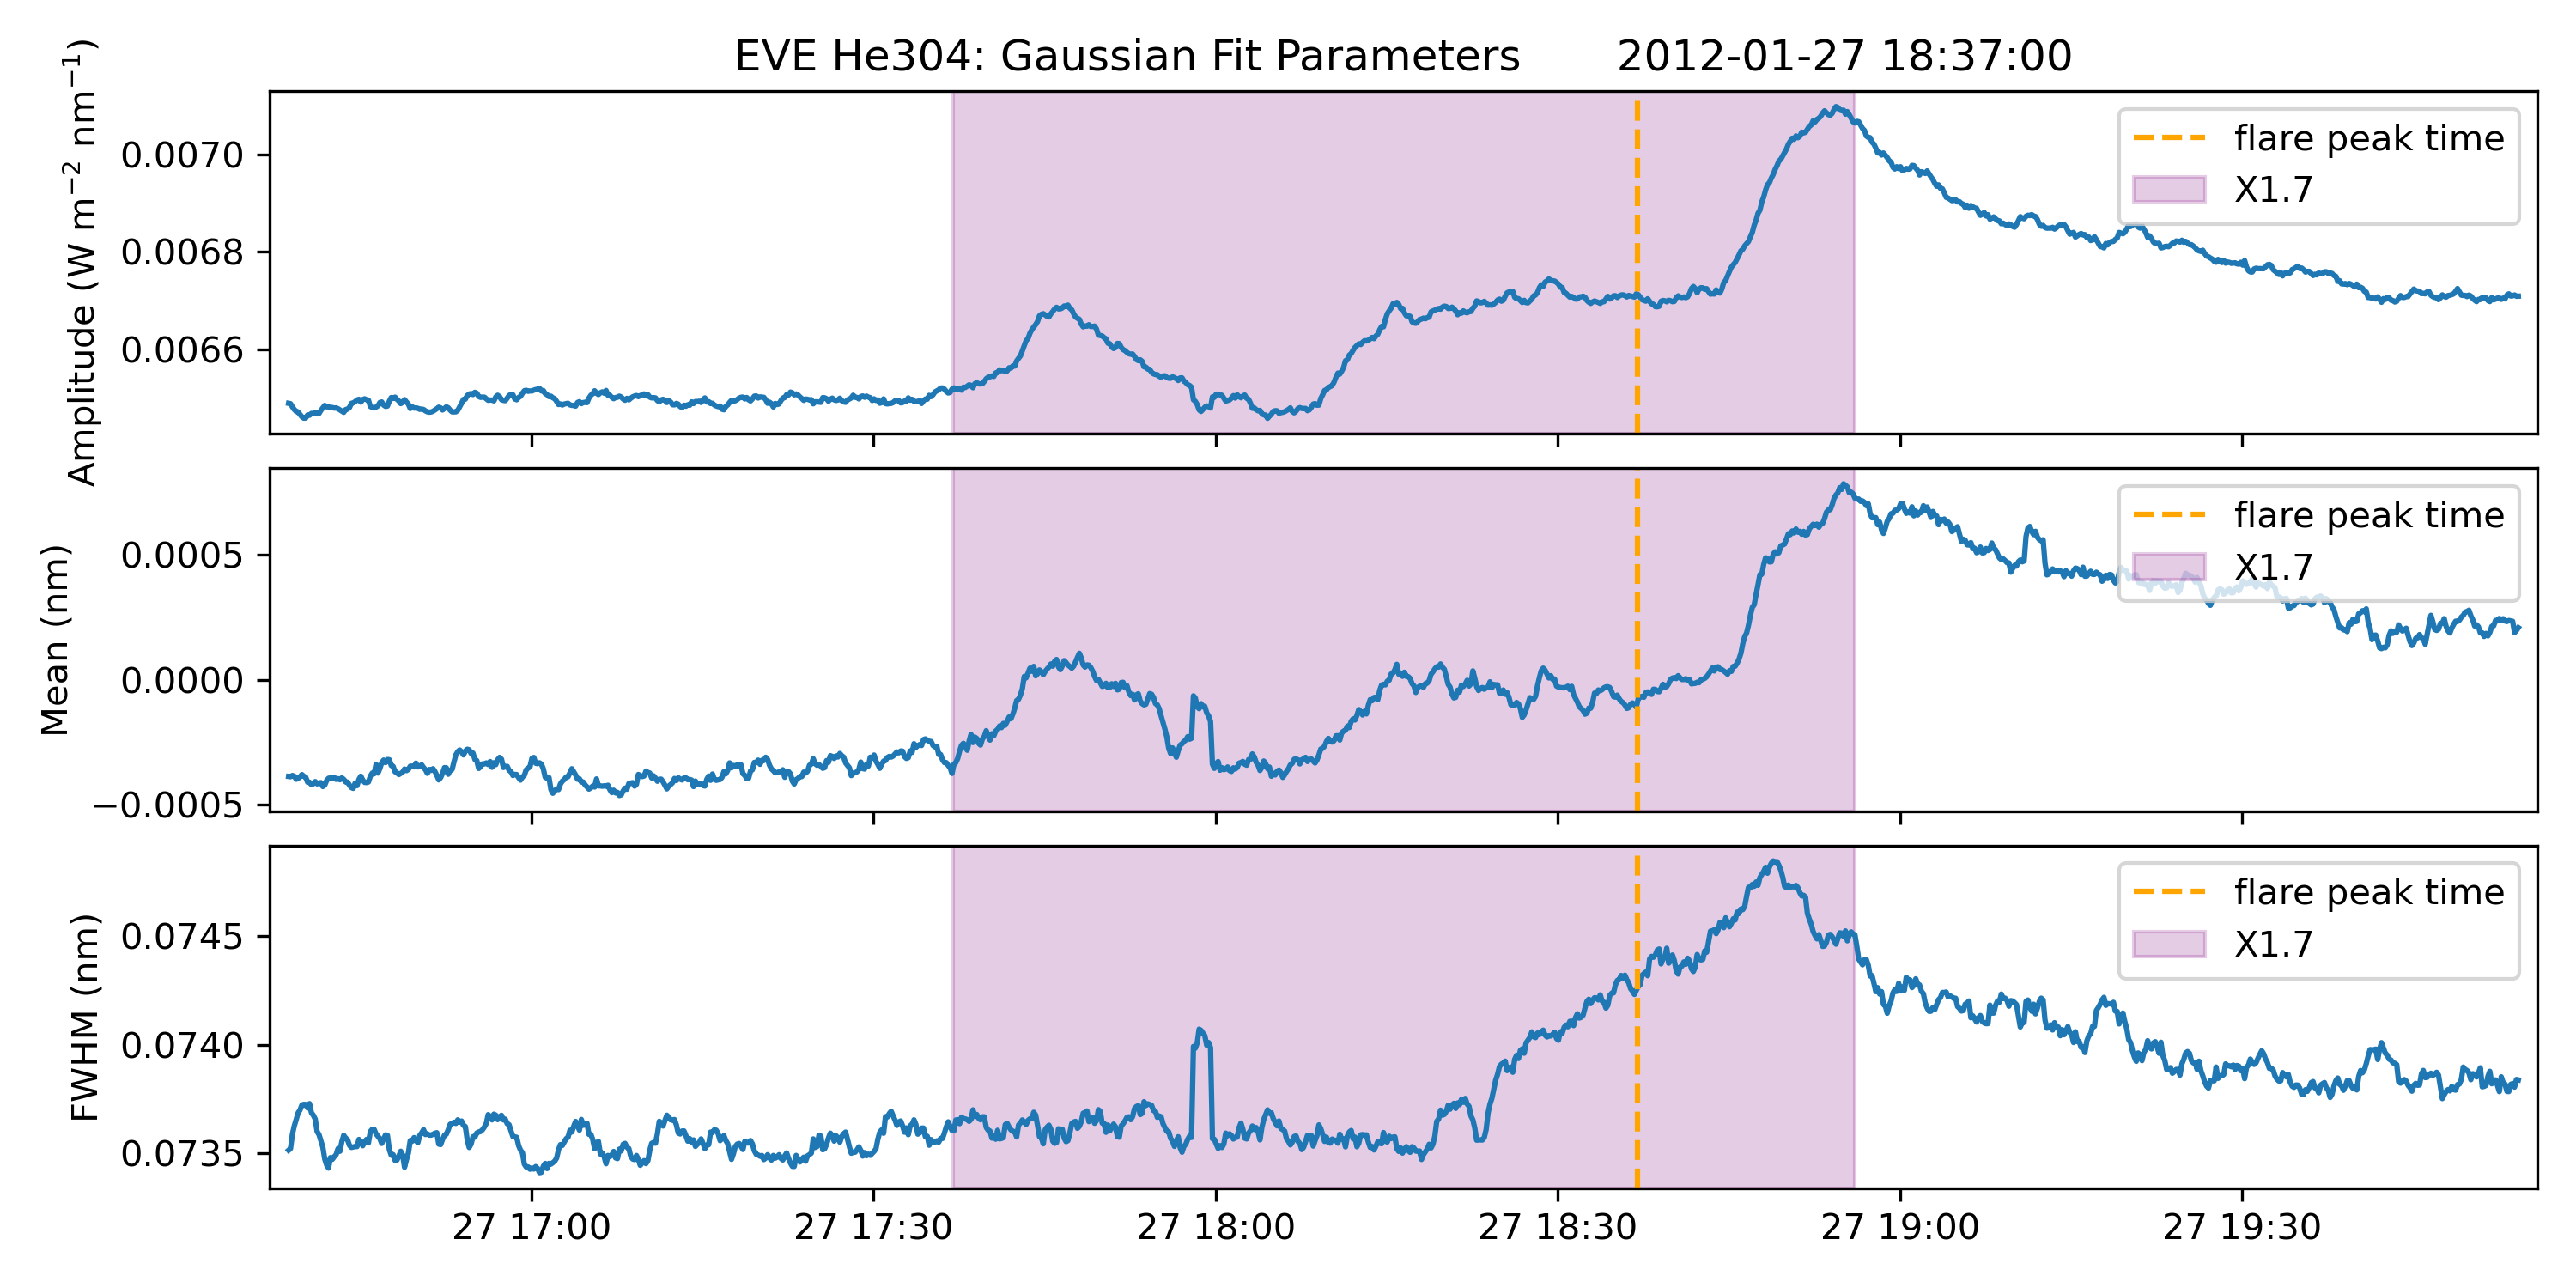 EVE He304: Gaussian Fit Parameters 2012-01-27 18:37:00
Amplitude (W m⁻² nm⁻¹)
0.0070
0.0068
0.0066
flare peak time
X1.7
Mean (nm)
0.0005
0.0000
−0.0005
flare peak time
X1.7
FWHM (nm)
0.0745
0.0740
0.0735
flare peak time
X1.7
27 17:00 27 17:30 27 18:00 27 18:30 27 19:00 27 19:30